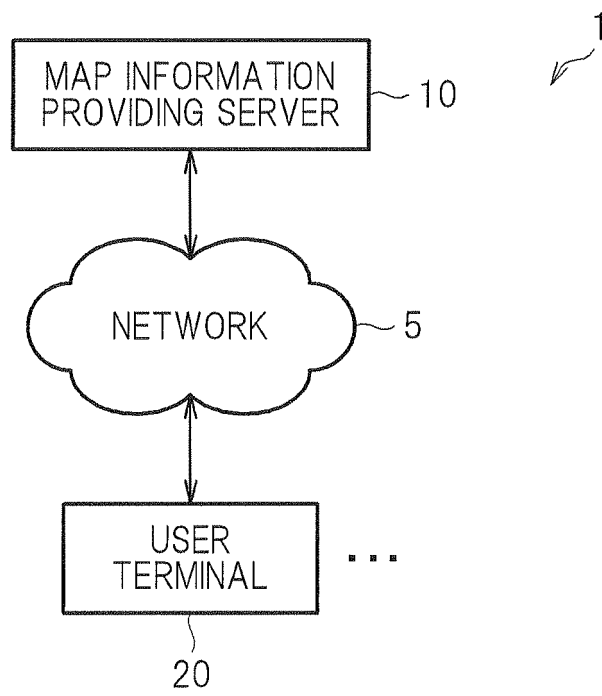 1
MAP INFORMATION
PROVIDING SERVER
10
NETWORK
5
USER
TERMINAL
...
20